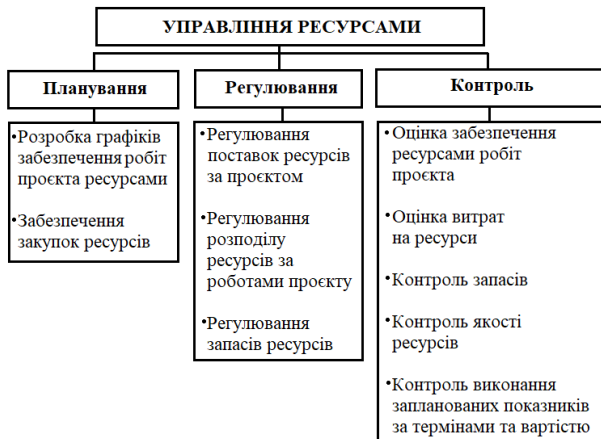 УПРАВЛІННЯ РЕСУРСАМИ
Планування
•Розробка графіків
забезпечення робіт
проєкта ресурсами
•Забезпечення
закупок ресурсів
Регулювання
•Регулювання
поставок ресурсів
за проєктом
•Регулювання
розподілу
ресурсів за
роботами проєкту
•Регулювання
запасів ресурсів
Контроль
•Оцінка забезпечення
ресурсами робіт
проєкта
•Оцінка витрат
на ресурси
•Контроль запасів
•Контроль якості
ресурсів
•Контроль виконання
запланованих показників
за термінами та вартістю